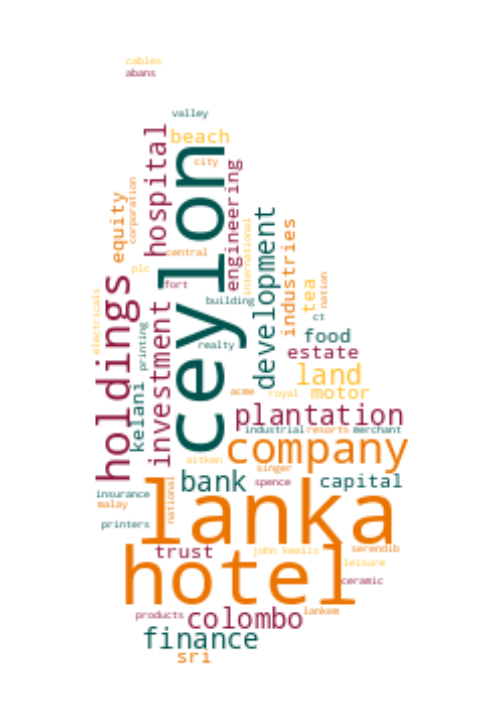 cables
abans
valley
beach
hospital
ceylon
city
engineering
corporation
equity
development
international
industries
central
plc
fort
holdings
tea
nation
electricals
building
investment
ct
printing
realty
food
estate
kelani
land
acme
royal
motor
plantation
industrial
resorts
merchant
company
aitken
singer
bank
spence
capital
lanka
national
insurance
malay
printers
trust
john keells
serendib
hotel
leisure
ceramic
products
colombo
lankem
finance
sri